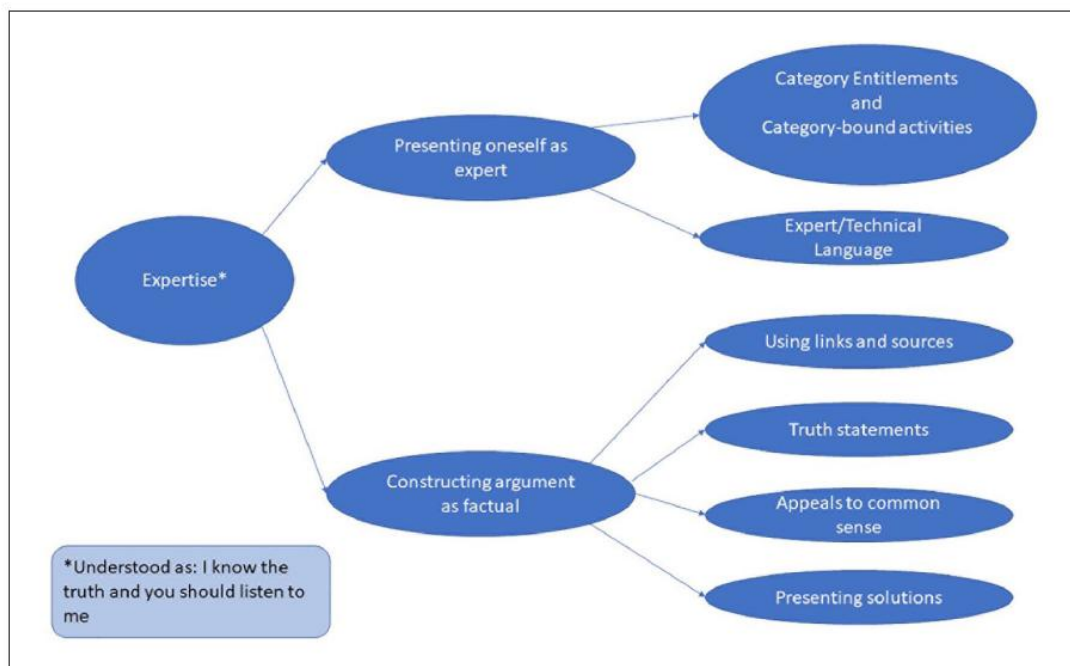 Category Entitlements
and
Category-bound activities
Presenting oneself as
expert
Expert/Technical
Language
Expertise*
Using links and sources
Truth statements
Constructing argument
as factual
Appeals to common
sense
*Understood as: I know the
truth and you should listen to
me
Presenting solutions